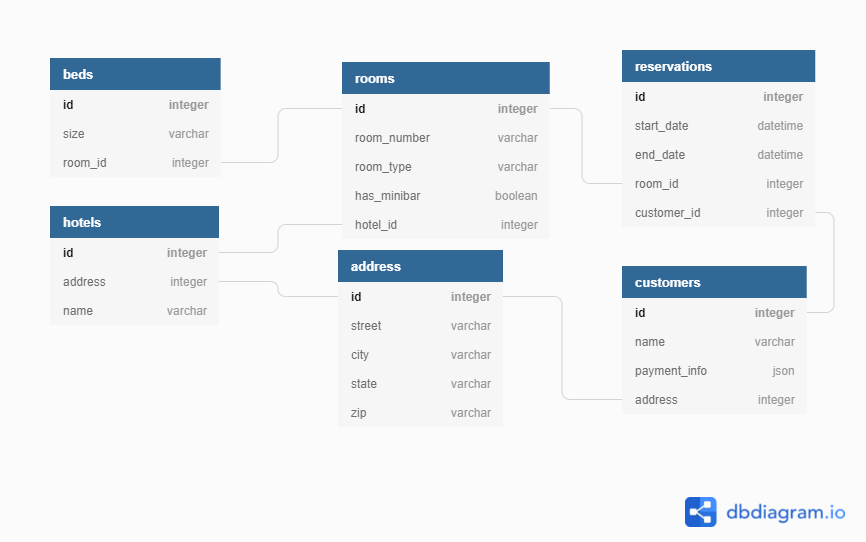 beds
id integer
size varchar
room_id integer
rooms
id integer
room_number varchar
room_type varchar
has_minibar boolean
hotel_id integer
reservations
id integer
start_date datetime
end_date datetime
room_id integer
customer_id integer
hotels
id integer
address integer
name varchar
address
id integer
street varchar
city varchar
state varchar
zip varchar
customers
id integer
name varchar
payment_info json
address integer
dbdiagram.io